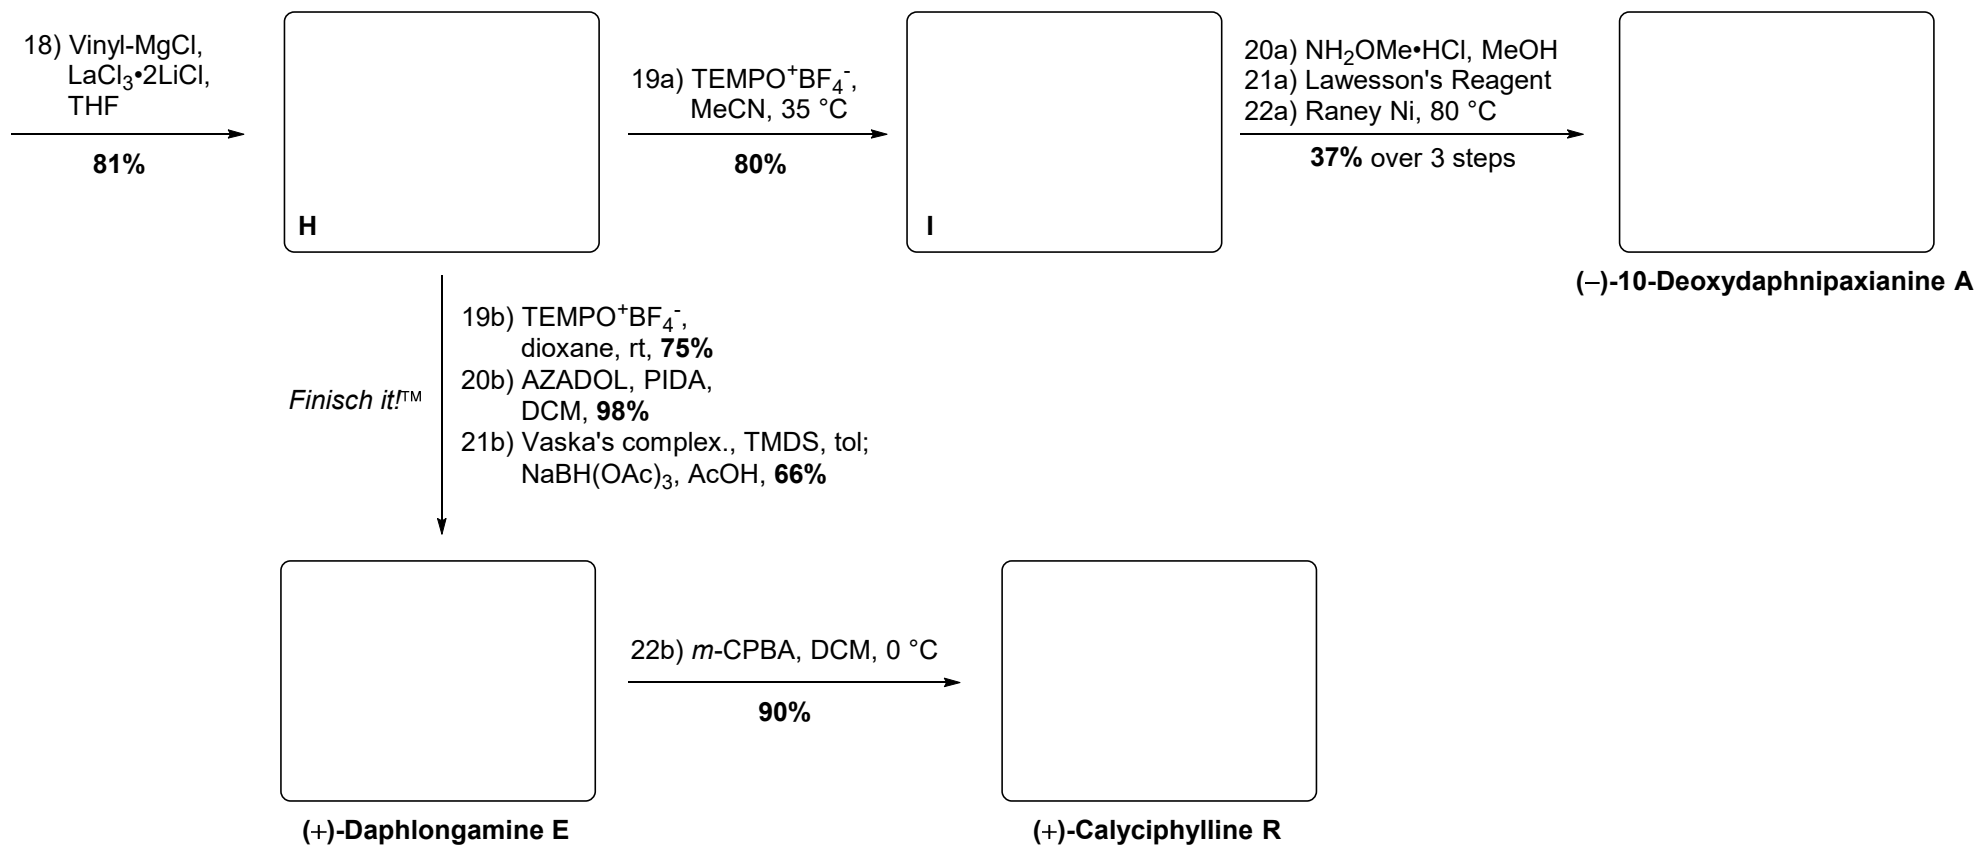 18) Vinyl-MgCl,
LaCl3•2LiCl,
THF
81%
H
19a) TEMPO+BF4-,
MeCN, 35 °C
80%
I
20a) NH2OMe•HCl, MeOH
21a) Lawesson's Reagent
22a) Raney Ni, 80 °C
37% over 3 steps
(–)-10-Deoxydaphnipaxianine A
Finisch it!™
19b) TEMPO+BF4-,
dioxane, rt, 75%
20b) AZADOL, PIDA,
DCM, 98%
21b) Vaska's complex., TMDS, tol;
NaBH(OAc)3, AcOH, 66%
(+)-Daphlongamine E
22b) m-CPBA, DCM, 0 °C
90%
(+)-Calyciphylline R